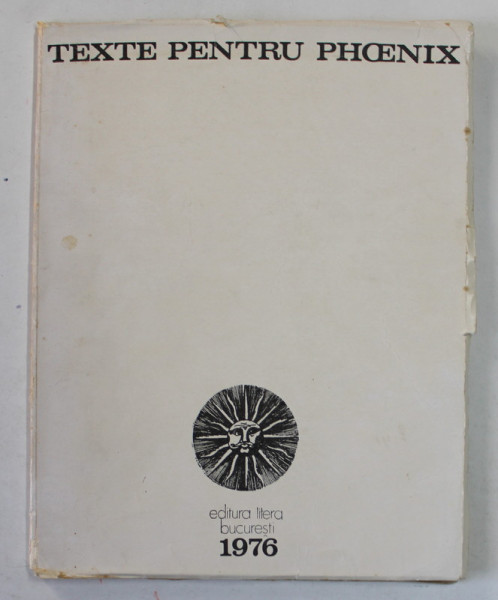 TEXTE PENTRU PHŒNIX
editura litera
bucurești
1976